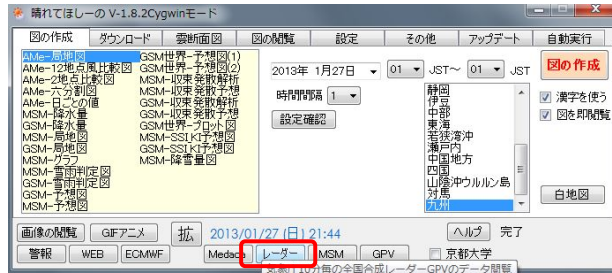 晴れてほしーの V-1.8.2Cygwinモード
図の作成 ダウンロード 雲断面図 図の閲覧 設定 その他 アップデート 自動実行
AMe-局地図 GSM世界-予想図(1)
AMe-12地点風比較図 GSM世界-予想図(2)
AMe-2地点比較図 MSM-収束発散解析
AMe-六分割図 MSM-収束発散予想
AMe-日ごとの値 GSM-収束発散解析
GSM-降水量 GSM-収束発散予想
MSM-降水量 GSM世界-プロット図
GSM-局地図 MSM-SSI KI予想図
MSM-局地図 GSM-SSI KI予想図
MSM-グラフ MSM-降雪量図
MSM-雪雨判定図
GSM-雪雨判定図
GSM-予想図
MSM-予想図
2013年 1月27日 01 JST~ 01 JST
時間間隔 1
設定確認
静岡
伊豆
中部
東海
若狭湾沖
瀬戸内
中国地方
四国
山陰沖ウルルン島
対馬
九州
図の作成
漢字を使う
図を即閲覧
白地図
画像の閲覧 GIFアニメ 拡 2013/01/27 (日) 21:44 ヘルプ 完了
警報 WEB ECMWF Medaca レーダー MSM GPV 京都大学
気象庁10分毎の全国合成レーダーGPVのデータ閲覧